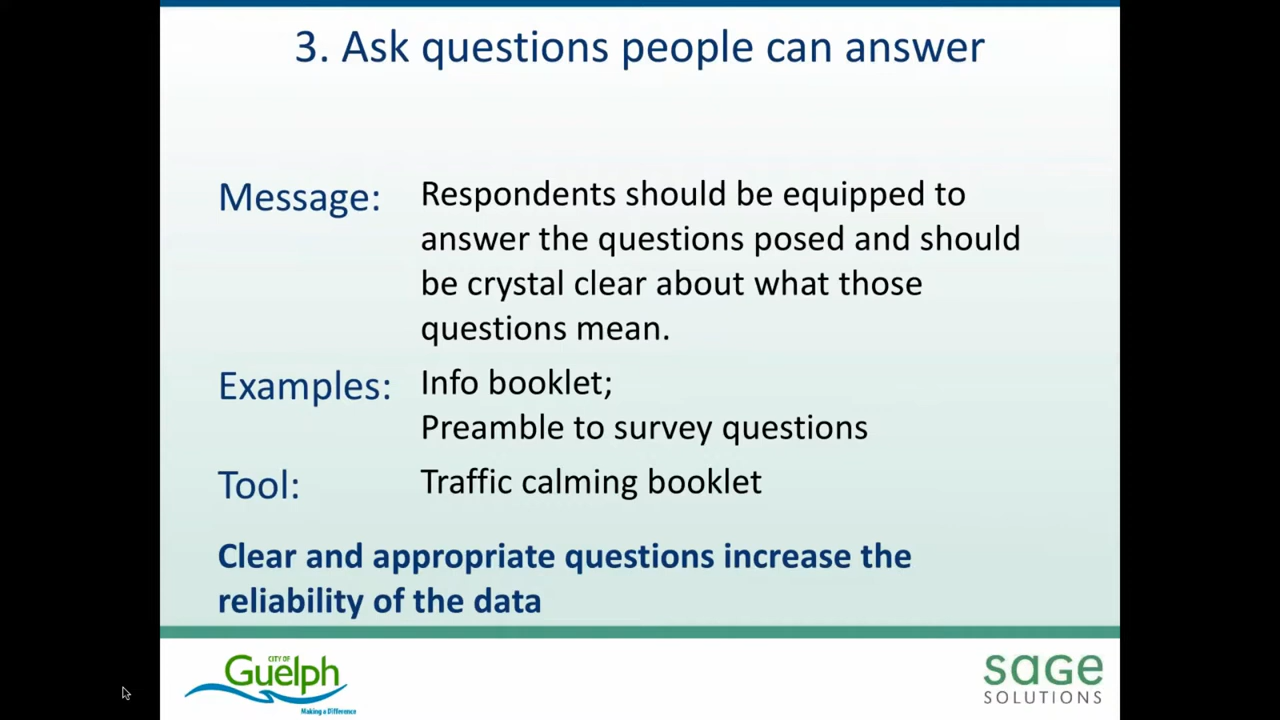 3. Ask questions people can answer
Message:
Respondents should be equipped to
answer the questions posed and should
be crystal clear about what those
questions mean.
Examples:
Info booklet;
Preamble to survey questions
Tool:
Traffic calming booklet
Clear and appropriate questions increase the
reliability of the data
CITY OF
Guelph
Making a Difference
sage
SOLUTIONS